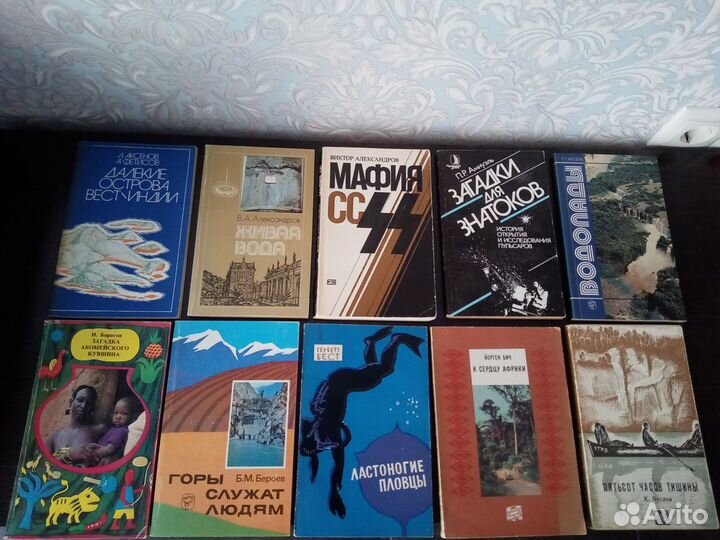 Л. АКСЕНОВ,
А. ФЕТИСОВ
ДАЛЕКИЕ
ОСТРОВА
ВЕСТ-ИНДИИ
В.А. Александров
ЖИВАЯ
ВОДА
ВИКТОР АЛЕКСАНДРОВ
МАФИЯ
СС
П.Р. Амнуэль
ЗАГАДКИ
ДЛЯ
ЗНАТОКОВ
ИСТОРИЯ
ОТКРЫТИЯ
И ИССЛЕДОВАНИЯ
ПУЛЬСАРОВ
ВОДОПАДЫ
Н. Баратов
ЗАГАДКА
АБОМЕЙСКОГО
КУВШИНА
Б.М. Бероев
ГОРЫ
СЛУЖАТ
ЛЮДЯМ
ГЕРБЕРТ
БЕСТ
ЛАСТОНОГИЕ
ПЛОВЦЫ
ЙОРГЕН БИЧ
К СЕРДЦУ АФРИКИ
ПЯТЬСОТ ЧАСОВ ТИШИНЫ
Avito